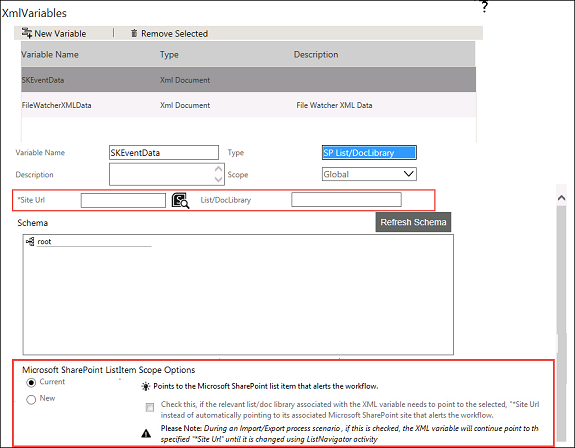 ?
XmlVariables
New Variable | Remove Selected
Variable Name Type Description
SKEventData Xml Document
FileWatcherXMLData Xml Document File Watcher XML Data
Variable Name SKEventData Type SP List/DocLibrary
Description Scope Global
*Site Url List/DocLibrary
Schema Refresh Schema
root
Microsoft SharePoint ListItem Scope Options
Current Points to the Microsoft SharePoint list item that alerts the workflow.
New Check this, if the relevant list/doc library associated with the XML variable needs to point to the selected, "*Site Url
instead of automatically pointing to its associated Microsoft SharePoint site that alerts the workflow.
Please Note: During an Import/Export process scenario, if this is checked, the XML variable will continue point to th
specified "*Site Url" until it is changed using ListNavigator activity